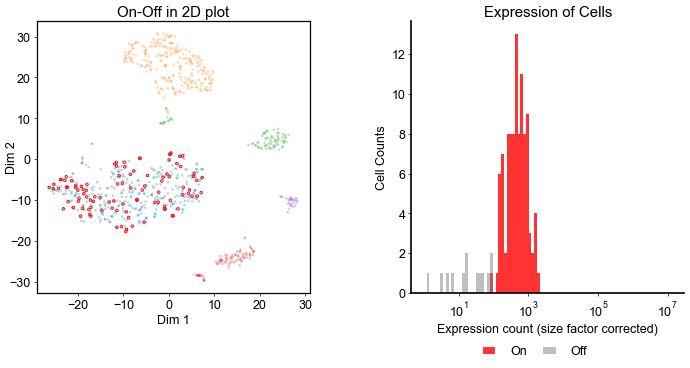 On-Off in 2D plot
Dim 2
30
20
10
0
−10
−20
−30
−20 −10 0 10 20 30
Dim 1
Expression of Cells
Cell Counts
12
10
8
6
4
2
0
10^1 10^3 10^5 10^7
Expression count (size factor corrected)
On Off